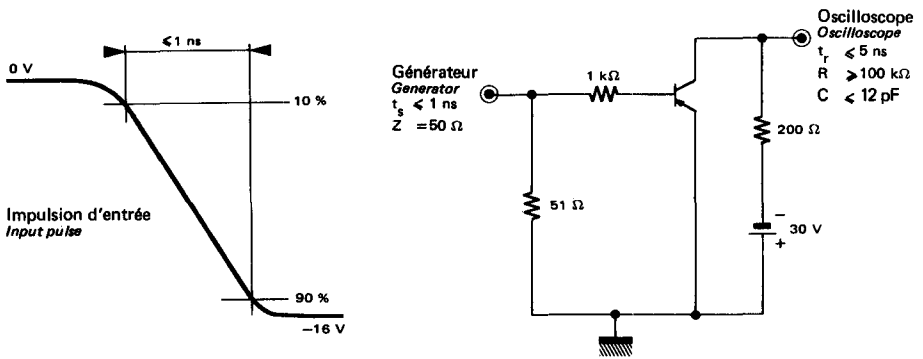 ⩽1 ns
0 V
10 %
Impulsion d'entrée
Input pulse
90 %
−16 V
Générateur
Generator
ts ⩽ 1 ns
Z = 50 Ω
1 kΩ
51 Ω
Oscilloscope
Oscilloscope
tr ⩽ 5 ns
R ⩾ 100 kΩ
C ⩽ 12 pF
200 Ω
−
30 V
+